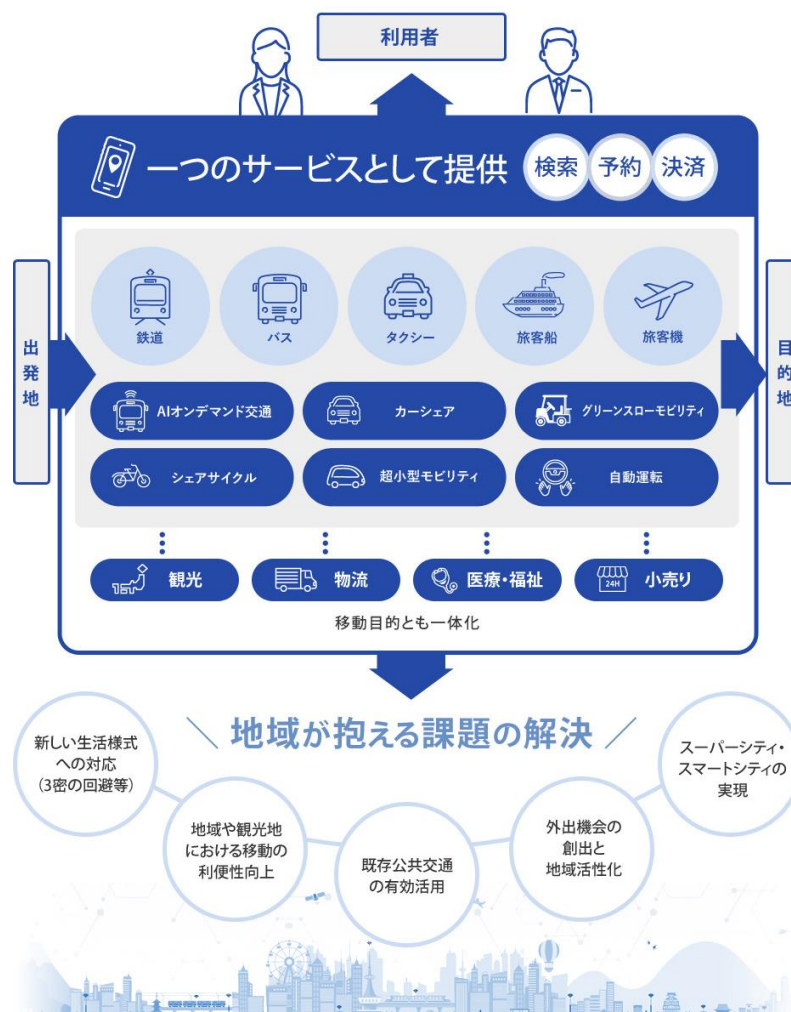 利用者
一つのサービスとして提供 検索 予約 決済
出発地
目的地
鉄道 バス タクシー 旅客船 旅客機
AIオンデマンド交通 カーシェア グリーンスローモビリティ
シェアサイクル 超小型モビリティ 自動運転
観光 物流 医療・福祉 24H 小売り
移動目的とも一体化
地域が抱える課題の解決
新しい生活様式
への対応
(3密の回避等)
地域や観光地
における移動の
利便性向上
既存公共交通
の有効活用
外出機会の
創出と
地域活性化
スーパーシティ・
スマートシティの
実現